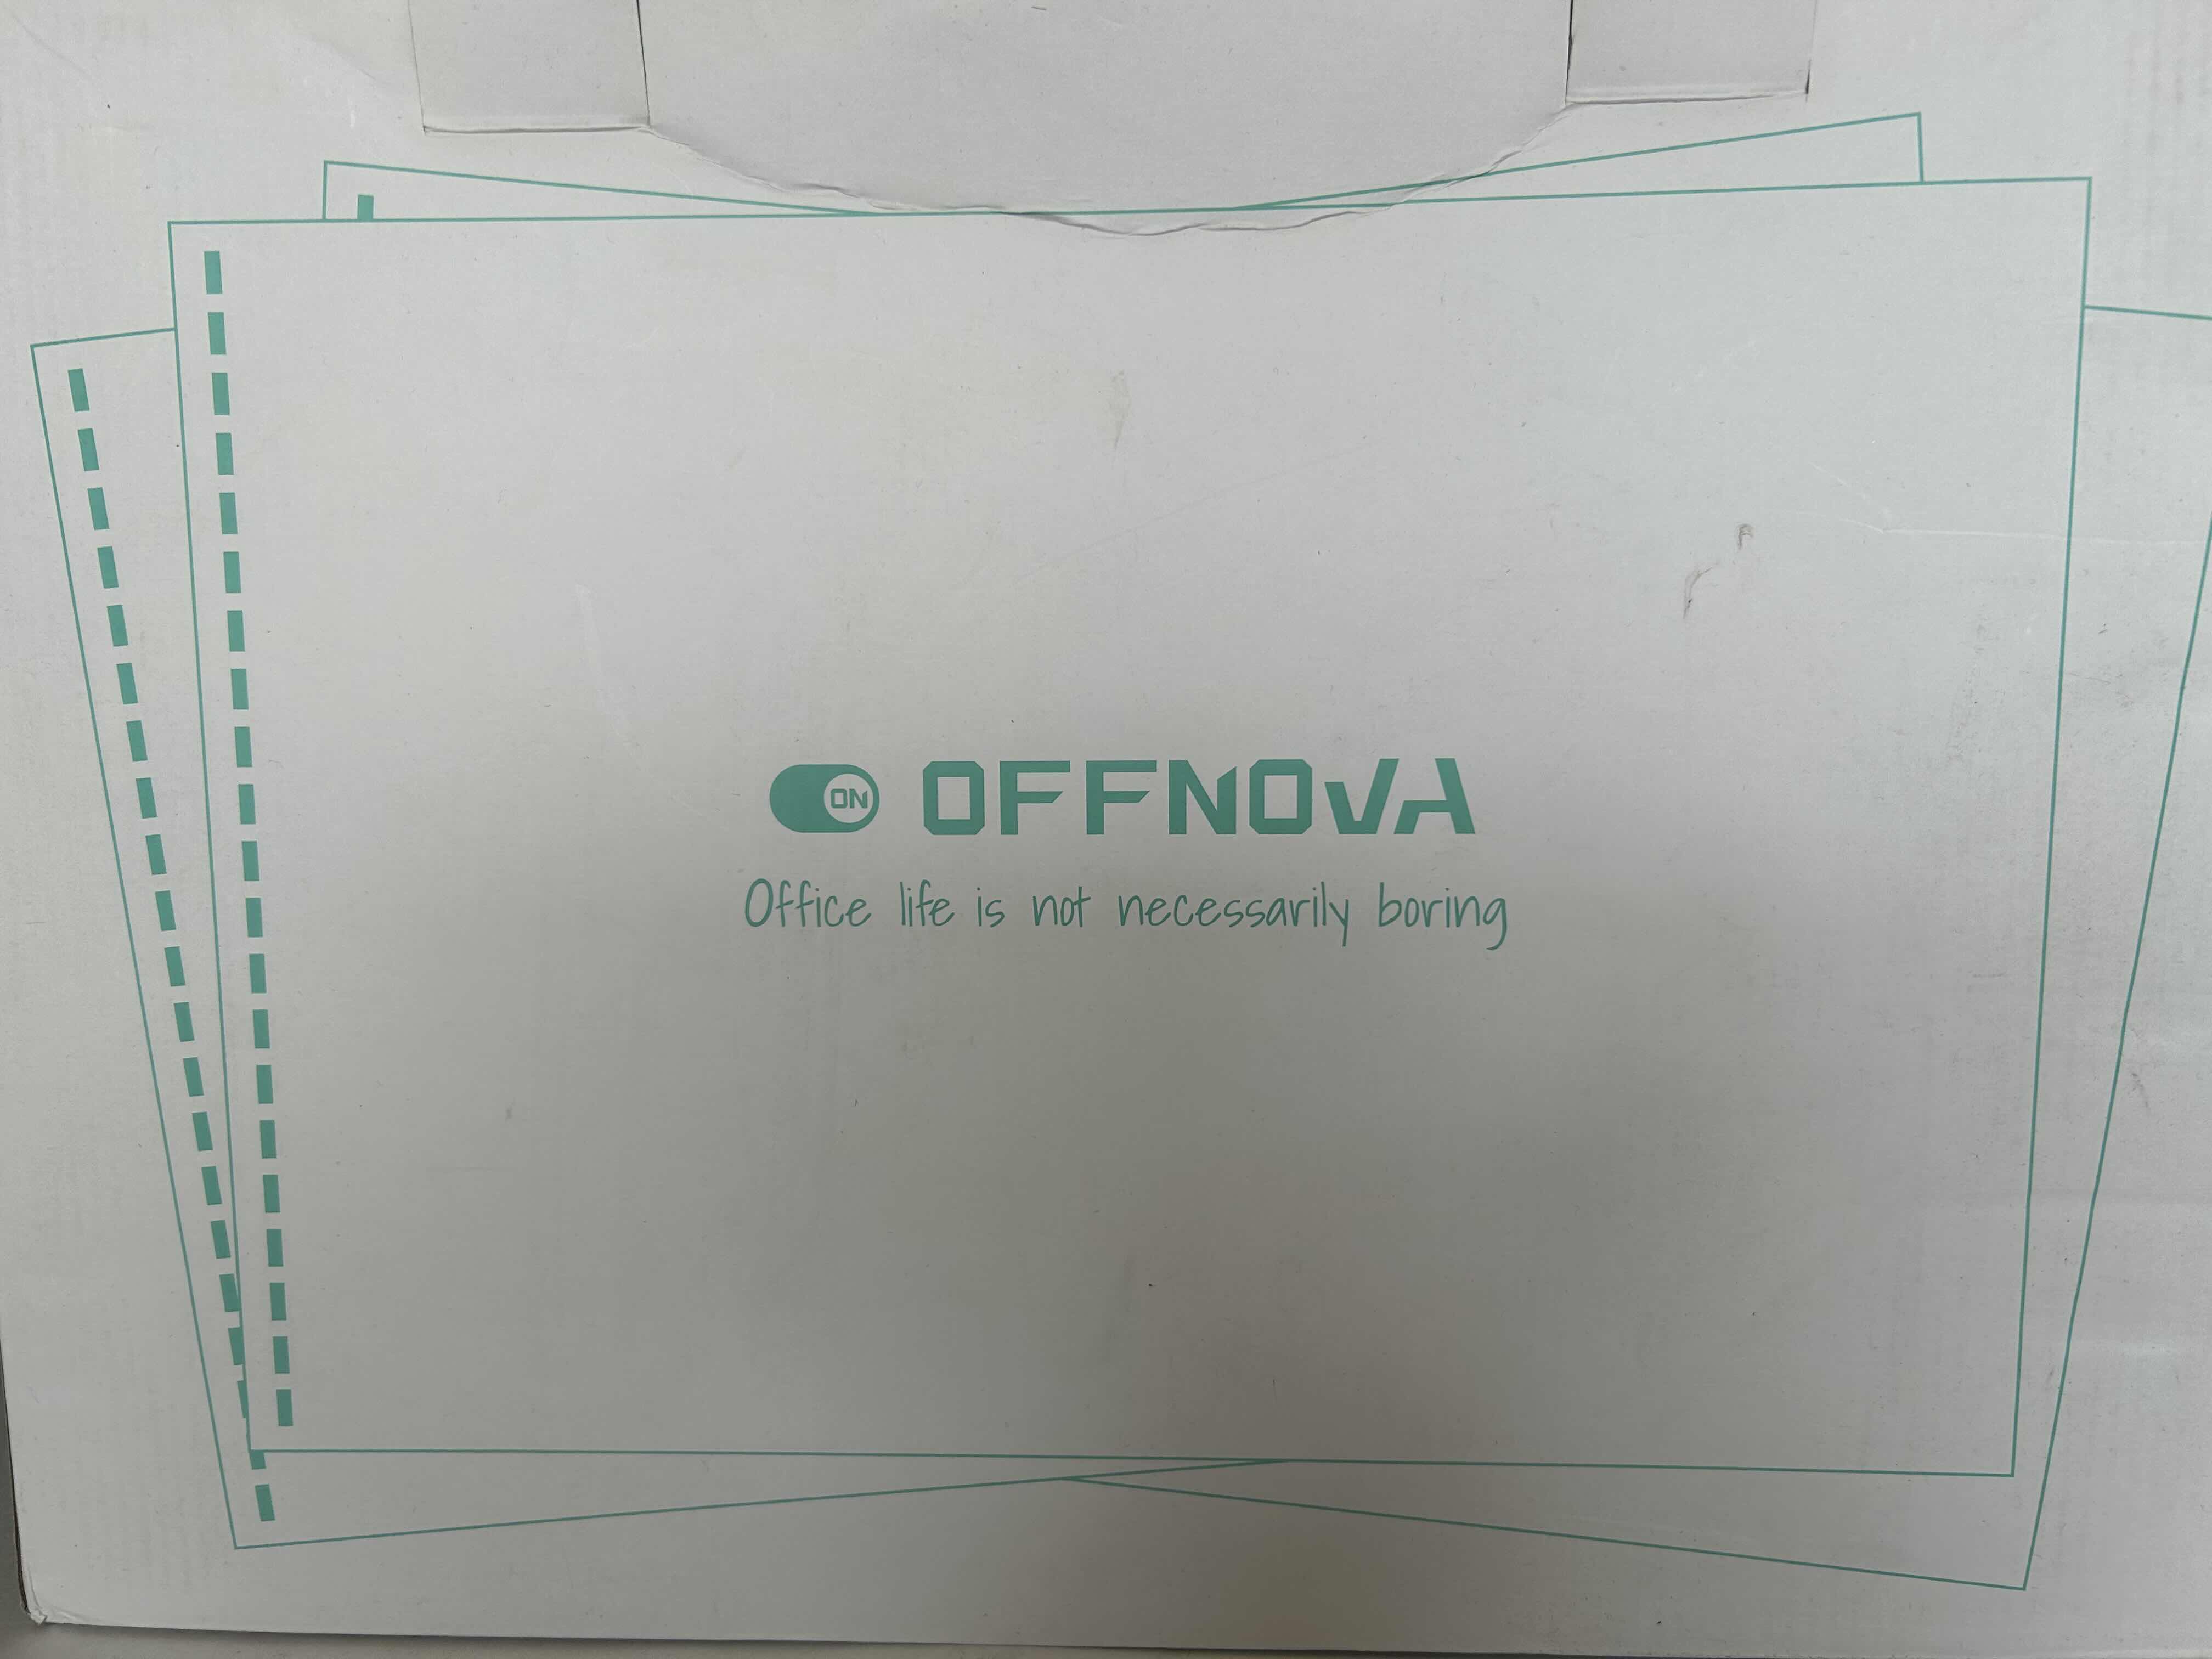 ON OFFNOVA
Office life is not necessarily boring